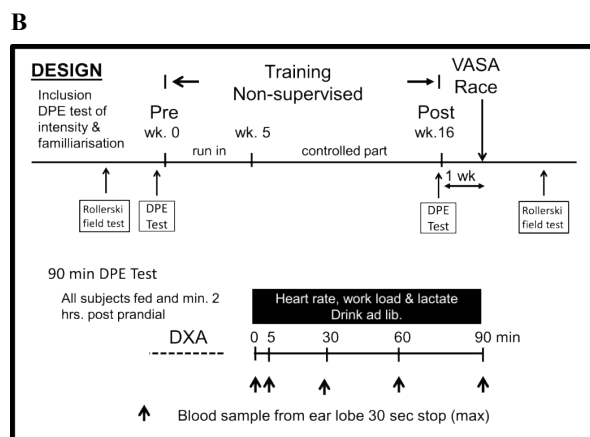 B
DESIGN
Inclusion
DPE test of
intensity &
familliarisation
Training
Non-supervised
VASA
Race
Pre
wk. 0
wk. 5
Post
wk.16
run in
controlled part
1 wk
Rollerski
field test
DPE
Test
DPE
Test
Rollerski
field test
90 min DPE Test
All subjects fed and min. 2
hrs. post prandial
Heart rate, work load & lactate
Drink ad lib.
DXA
0 5 30 60 90 min
Blood sample from ear lobe 30 sec stop (max)